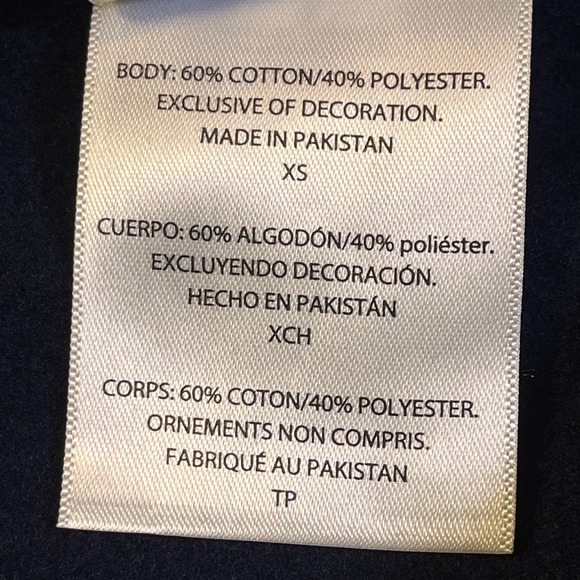 BODY: 60% COTTON/40% POLYESTER.
EXCLUSIVE OF DECORATION.
MADE IN PAKISTAN
XS
CUERPO: 60% ALGODÓN/40% poliéster.
EXCLUYENDO DECORACIÓN.
HECHO EN PAKISTÁN
XCH
CORPS: 60% COTON/40% POLYESTER.
ORNEMENTS NON COMPRIS.
FABRIQUÉ AU PAKISTAN
TP